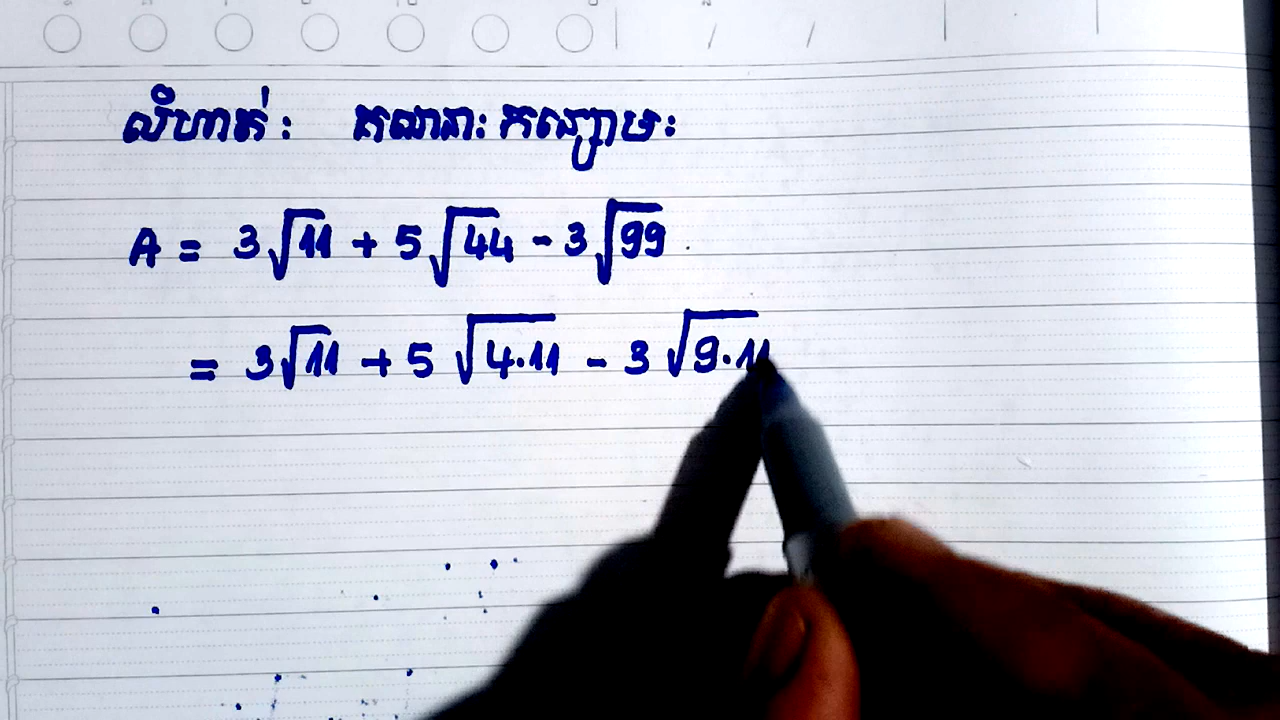 លំហាត់ : គណនា: កន្សោម:
A = 3√11 + 5√44 - 3√99
= 3√11 + 5√4·11 - 3√9·11